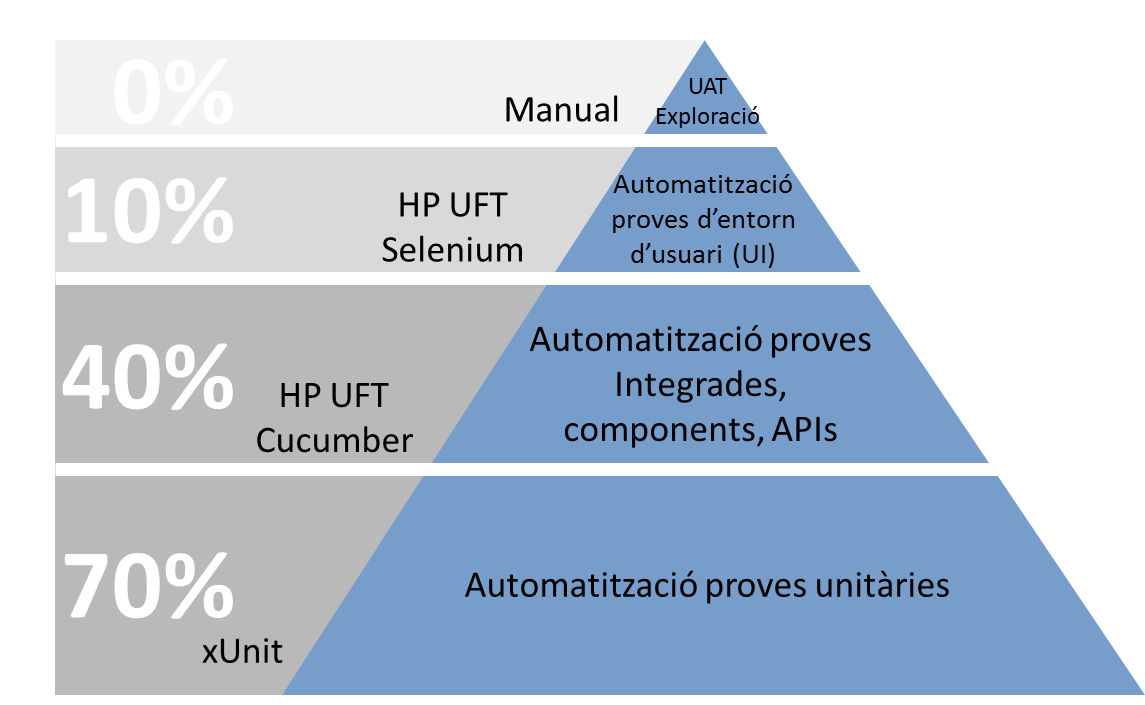 0%
Manual
UAT
Exploració
10%
HP UFT
Selenium
Automatització
proves d’entorn
d’usuari (UI)
40%
HP UFT
Cucumber
Automatització proves
Integrades,
components, APIs
70%
xUnit
Automatització proves unitàries